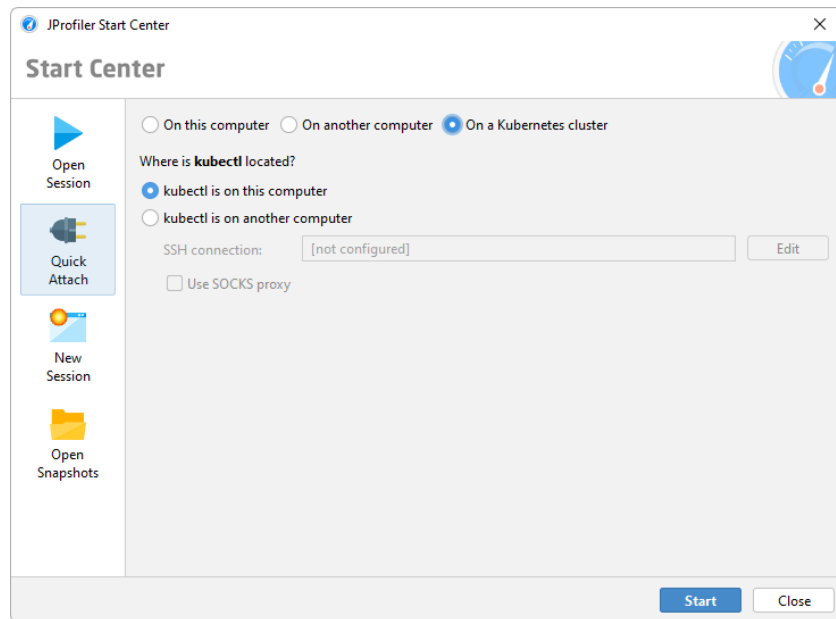 JProfiler Start Center
Start Center
Open
Session
Quick
Attach
New
Session
Open
Snapshots
On this computer On another computer On a Kubernetes cluster
Where is kubectl located?
kubectl is on this computer
kubectl is on another computer
SSH connection: [not configured] Edit
Use SOCKS proxy
Start Close